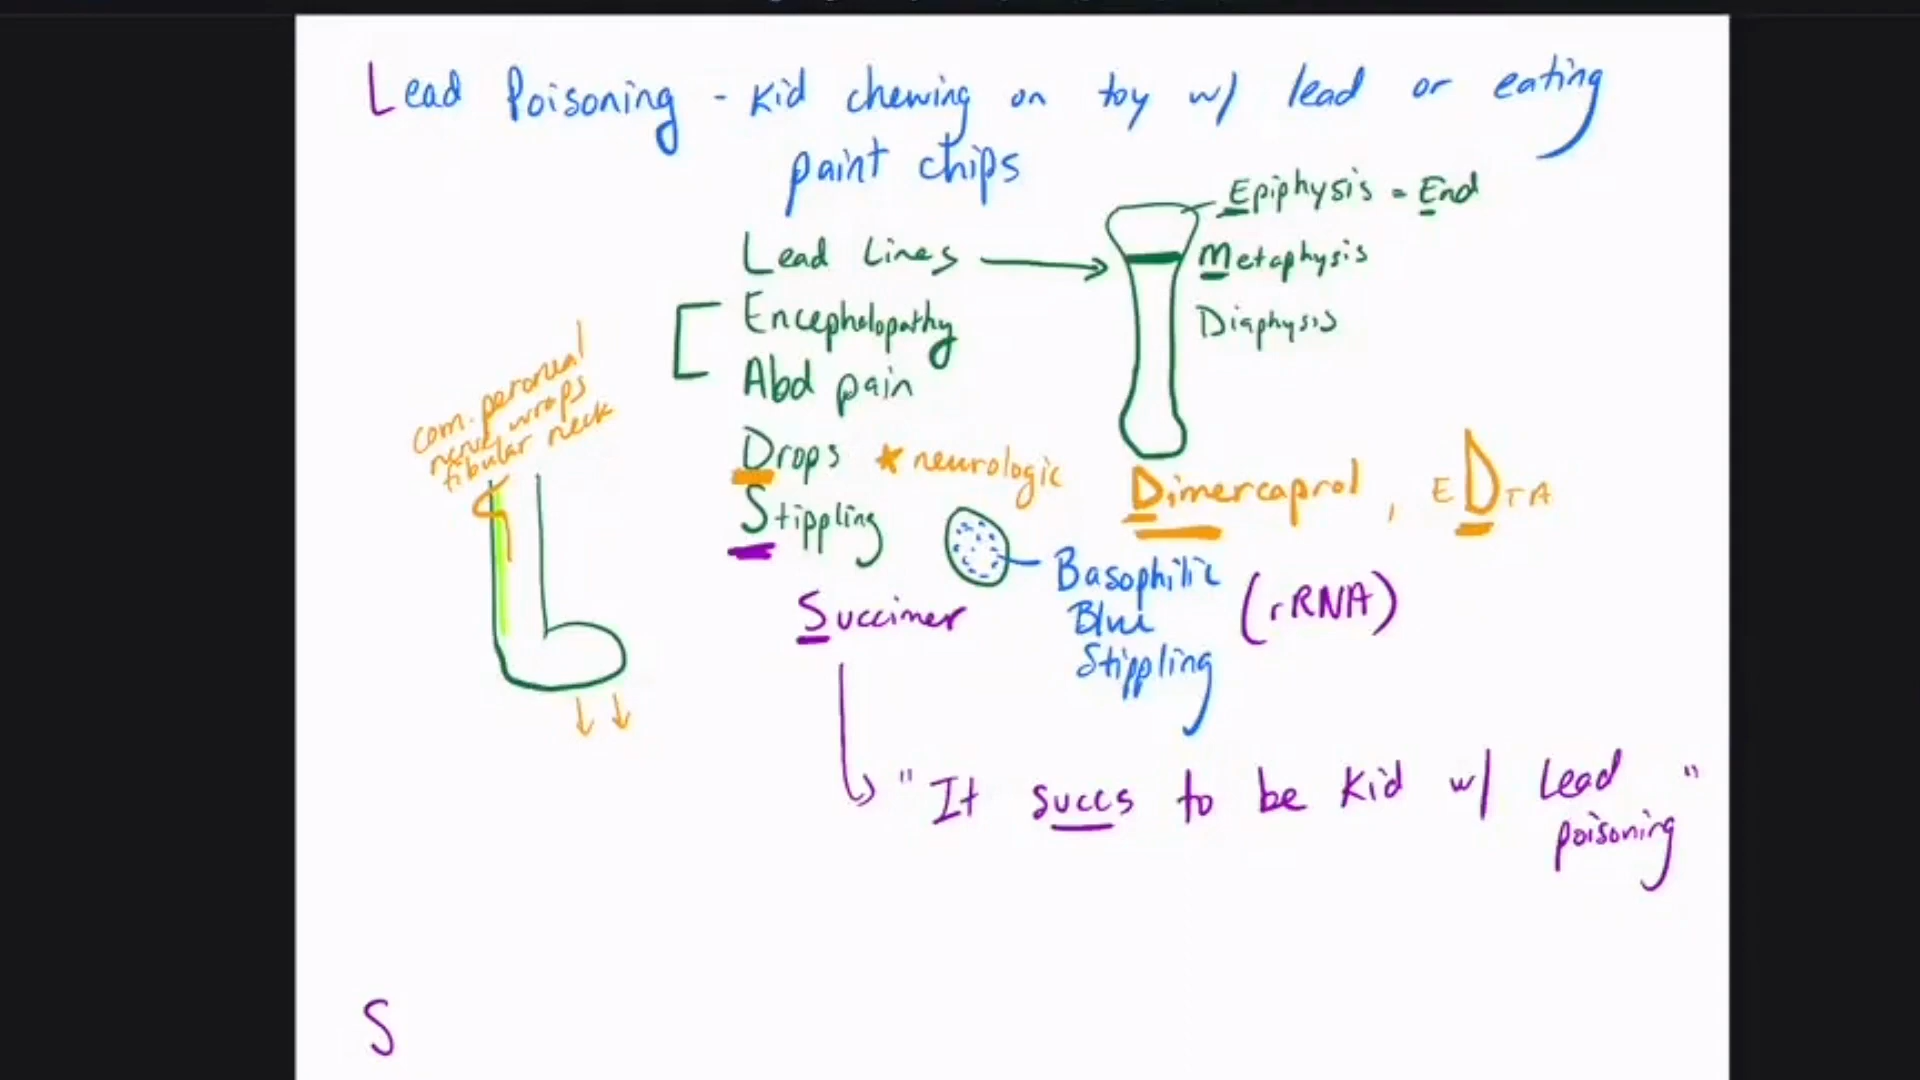 Lead Poisoning - kid chewing on toy w/ lead or eating
paint chips
Lead Lines
Epiphysis = End
Metaphysis
Diaphysis
Encephalopathy
Abd pain
com. peroneal
nerve wraps
fibular neck
Drops * neurologic
Dimercaprol, EDTA
Stippling
Basophilic
Blue
Stippling
(rRNA)
Succimer
"It succs to be kid w/ Lead
poisoning"
S